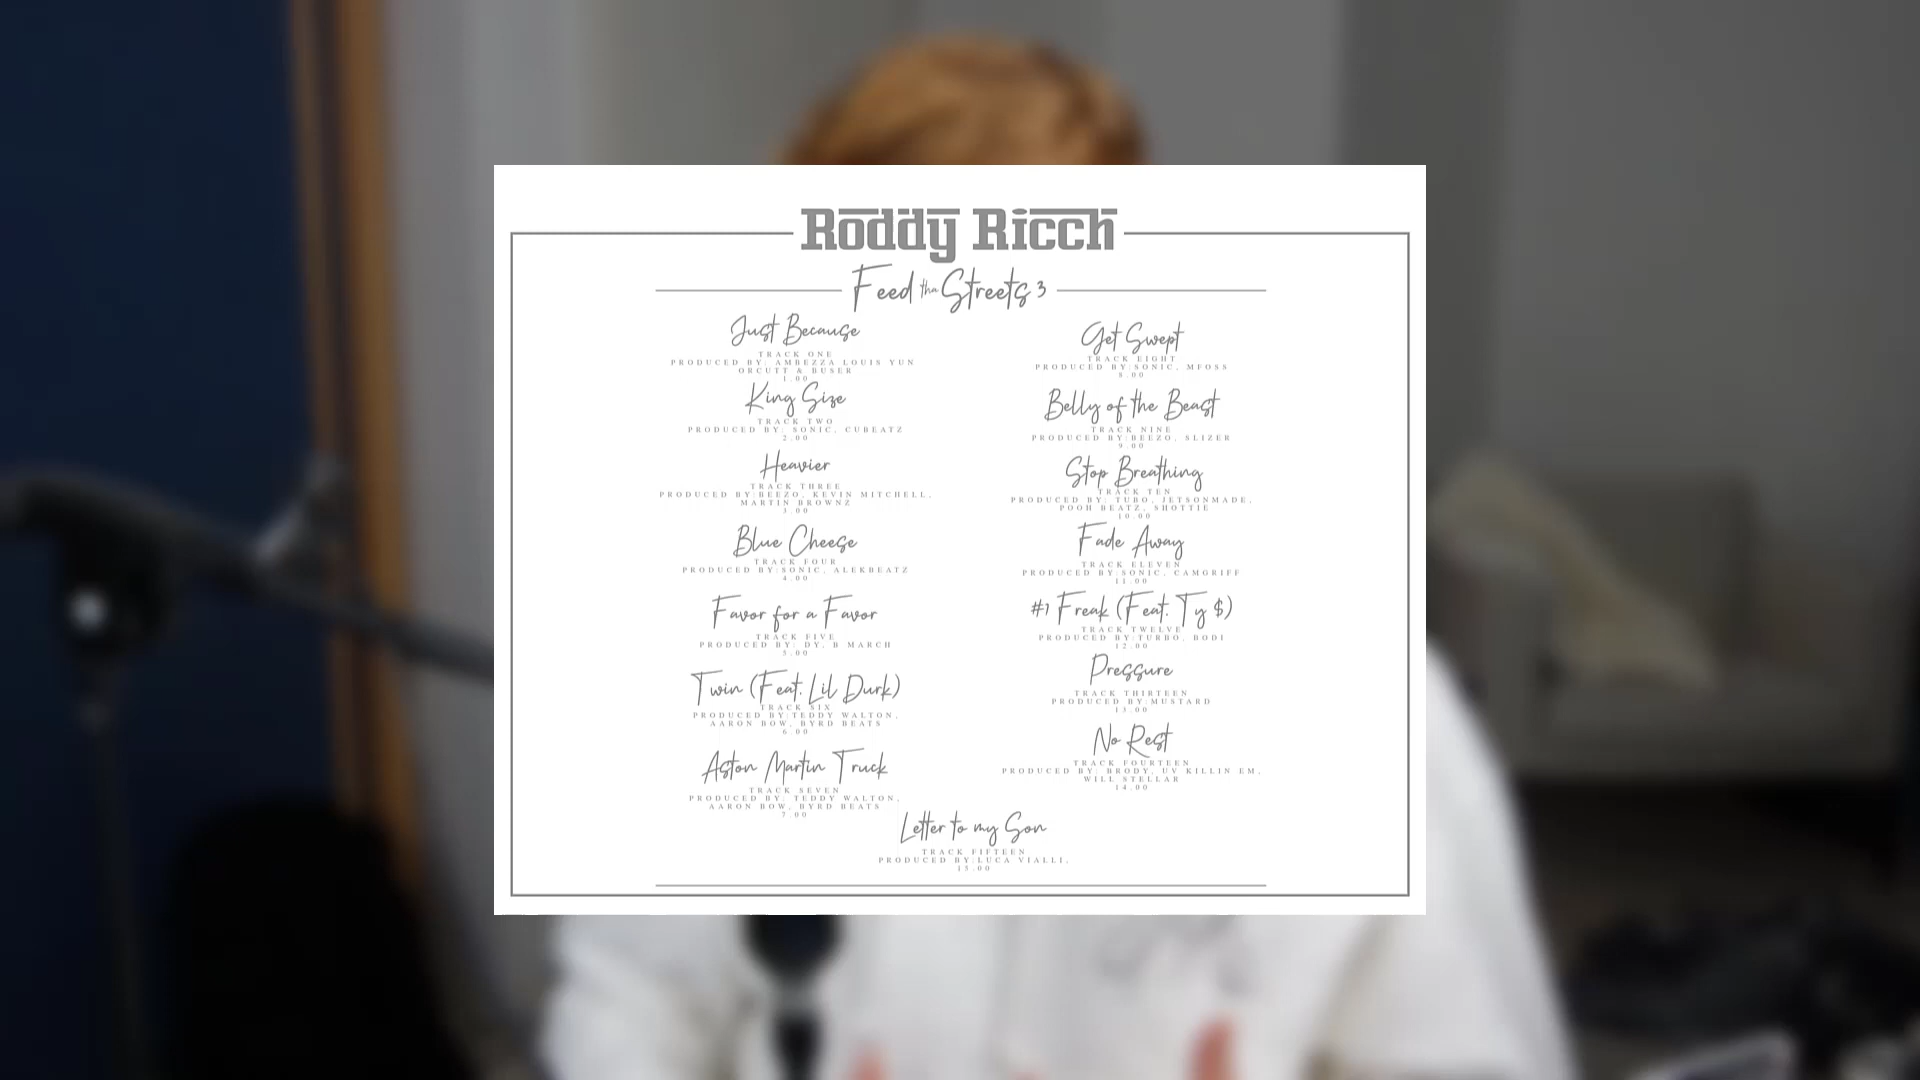 Roddy Ricch
Feed tha Streets 3
Just Because
TRACK ONE
PRODUCED BY: AMBEZZA LOUIS YUN
ORCUTT & BUSER
1.00
King Size
TRACK TWO
PRODUCED BY: SONIC, CUBEATZ
2.00
Heavier
TRACK THREE
PRODUCED BY:BEEZO, KEVIN MITCHELL,
MARTIN BROWNZ
3.00
Blue Cheese
TRACK FOUR
PRODUCED BY:SONIC, ALEKBEATZ
4.00
Favor for a Favor
TRACK FIVE
PRODUCED BY: DY, B MARCH
5.00
Twin (Feat. Lil Durk)
TRACK SIX
PRODUCED BY:TEDDY WALTON,
AARON BOW, BYRD BEATS
6.00
Aston Martin Truck
TRACK SEVEN
PRODUCED BY: TEDDY WALTON,
AARON BOW, BYRD BEATS
7.00
Get Swept
TRACK EIGHT
PRODUCED BY:SONIC, MFOSS
8.00
Belly of the Beast
TRACK NINE
PRODUCED BY:BEEZO, SLIZER
9.00
Stop Breathing
TRACK TEN
PRODUCED BY: TUBO, JETSONMADE,
POOH BEATZ, SHOTTIE
10.00
Fade Away
TRACK ELEVEN
PRODUCED BY:SONIC, CAMGRIFF
11.00
#1 Freak (Feat. Ty $)
TRACK TWELVE
PRODUCED BY:TURBO, BODI
12.00
Pressure
TRACK THIRTEEN
PRODUCED BY:MUSTARD
13.00
No Rest
TRACK FOURTEEN
PRODUCED BY: BRODY, UV KILLIN EM,
WILL STELLAR
14.00
Letter to my Son
TRACK FIFTEEN
PRODUCED BY:LUCA VIALLI,
15.00